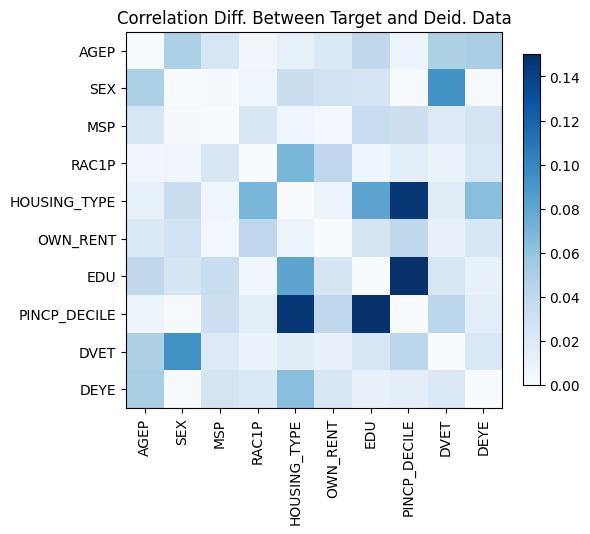 Correlation Diff. Between Target and Deid. Data
AGEP
SEX
MSP
RAC1P
HOUSING_TYPE
OWN_RENT
EDU
PINCP_DECILE
DVET
DEYE
AGEP
SEX
MSP
RAC1P
HOUSING_TYPE
OWN_RENT
EDU
PINCP_DECILE
DVET
DEYE
0.14
0.12
0.10
0.08
0.06
0.04
0.02
0.00